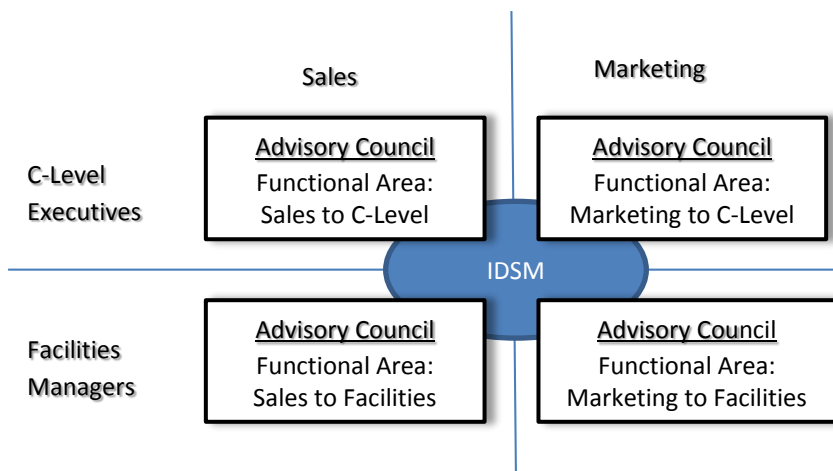 Sales
Marketing
C-Level
Executives
Advisory Council
Functional Area:
Sales to C-Level
Advisory Council
Functional Area:
Marketing to C-Level
IDSM
Facilities
Managers
Advisory Council
Functional Area:
Sales to Facilities
Advisory Council
Functional Area:
Marketing to Facilities